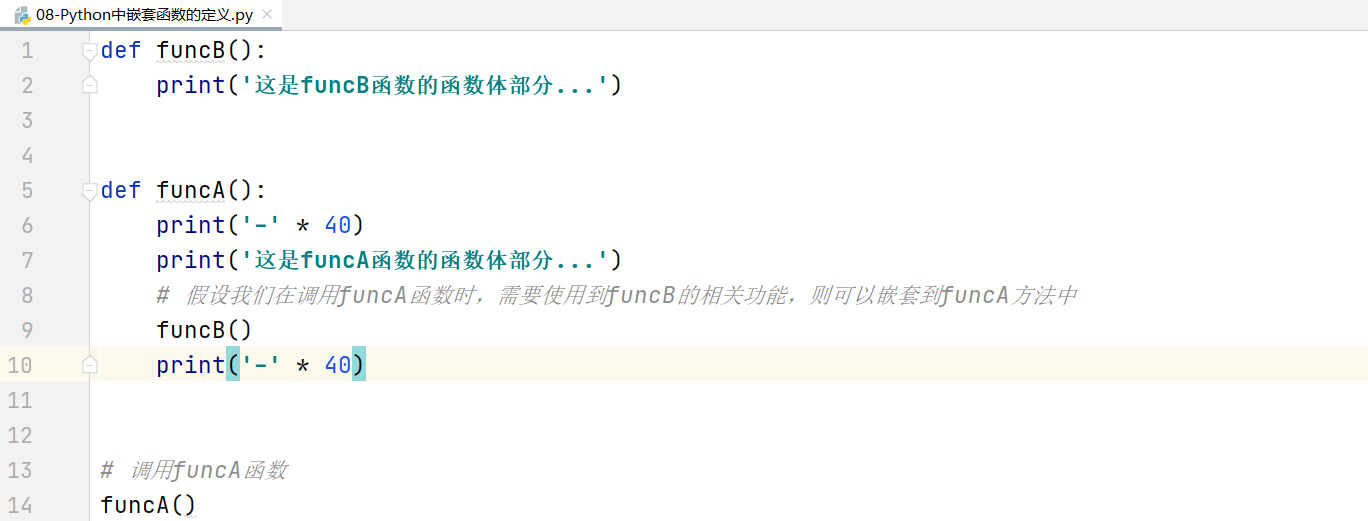 08-Python中嵌套函数的定义.py
1 def funcB():
2 print('这是funcB函数的函数体部分...')
3
4
5 def funcA():
6 print('-' * 40)
7 print('这是funcA函数的函数体部分...')
8 # 假设我们在调用funcA函数时，需要使用到funcB的相关功能，则可以嵌套到funcA方法中
9 funcB()
10 print('-' * 40)
11
12
13 # 调用funcA函数
14 funcA()